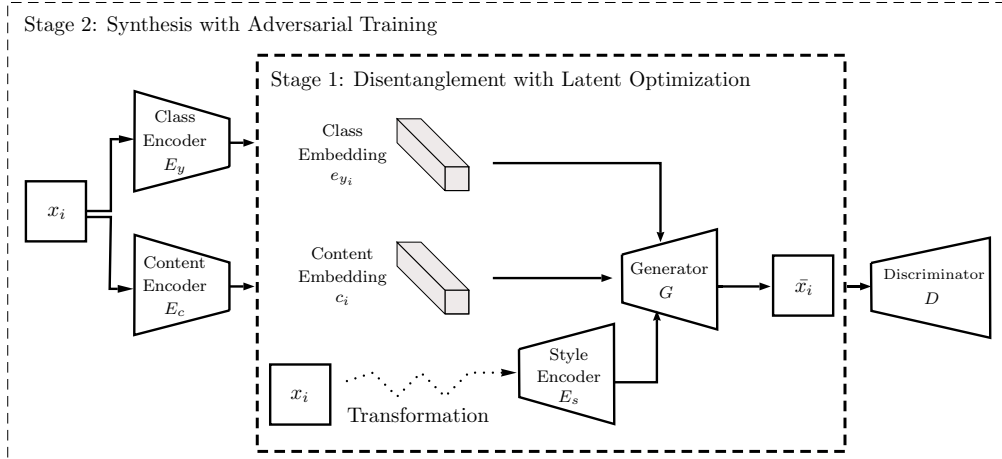 Stage 2: Synthesis with Adversarial Training
Stage 1: Disentanglement with Latent Optimization
Class
Encoder
E_y
Class
Embedding
e_{y_i}
x_i
Content
Encoder
E_c
Content
Embedding
c_i
Generator
G
x̄_i
Discriminator
D
x_i
Transformation
Style
Encoder
E_s